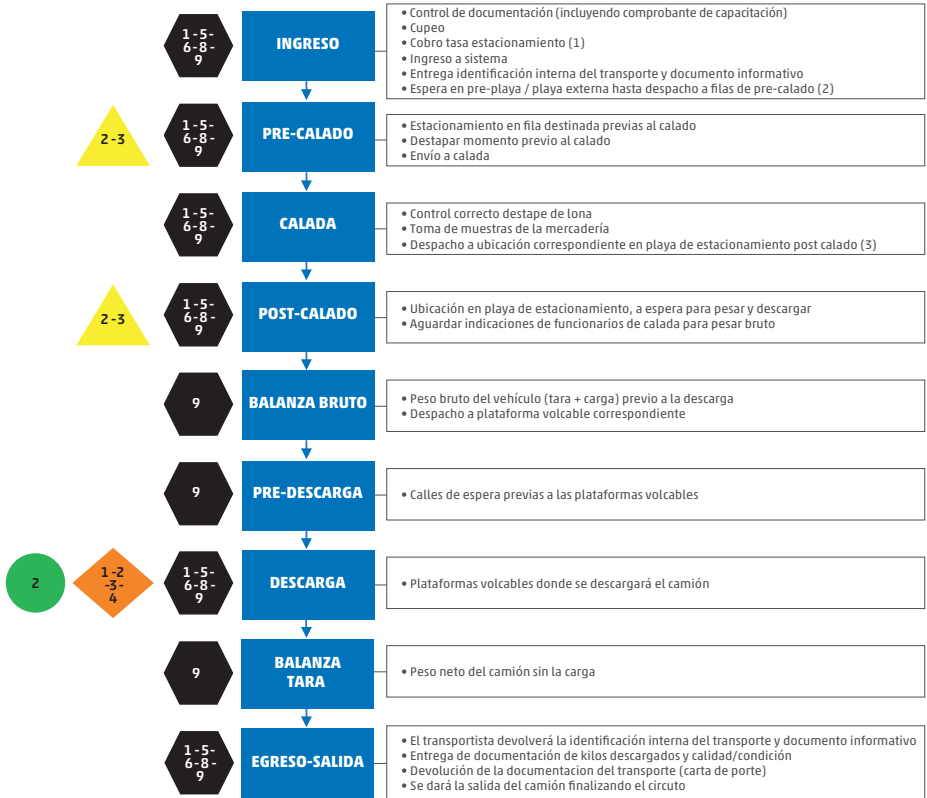 1-5-
6-8-
9
INGRESO
• Control de documentación (incluyendo comprobante de capacitación)
• Cupeo
• Cobro tasa estacionamiento (1)
• Ingreso a sistema
• Entrega identificación interna del transporte y documento informativo
• Espera en pre-playa / playa externa hasta despacho a filas de pre-calado (2)
2-3
1-5-
6-8-
9
PRE-CALADO
• Estacionamiento en fila destinada previas al calado
• Destapar momento previo al calado
• Envío a calada
1-5-
6-8-
9
CALADA
• Control correcto destape de lona
• Toma de muestras de la mercadería
• Despacho a ubicación correspondiente en playa de estacionamiento post calado (3)
2-3
1-5-
6-8-
9
POST-CALADO
• Ubicación en playa de estacionamiento, a espera para pesar y descargar
• Aguardar indicaciones de funcionarios de calada para pesar bruto
9
BALANZA BRUTO
• Peso bruto del vehículo (tara + carga) previo a la descarga
• Despacho a plataforma volcable correspondiente
9
PRE-DESCARGA
• Calles de espera previas a las plataformas volcables
2
1-2
-3-
4
1-5-
6-8-
9
DESCARGA
• Plataformas volcables donde se descargará el camión
9
BALANZA
TARA
• Peso neto del camión sin la carga
1-5-
6-8-
9
EGRESO-SALIDA
• El transportista devolverá la identificación interna del transporte y documento informativo
• Entrega de documentación de kilos descargados y calidad/condición
• Devolución de la documentacion del transporte (carta de porte)
• Se dará la salida del camión finalizando el circuto